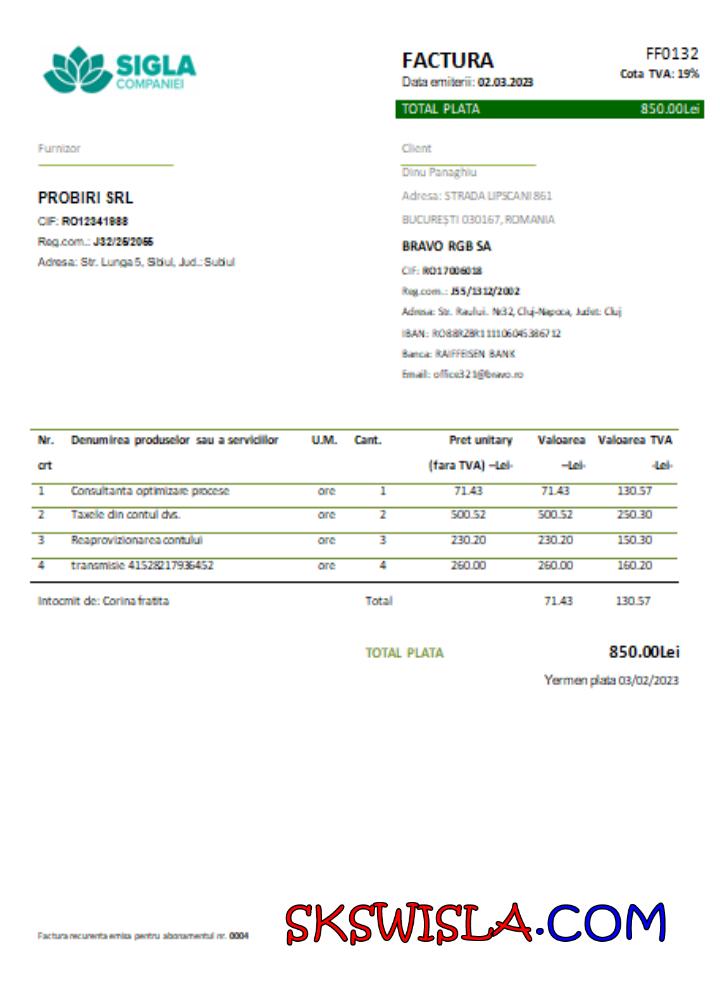 SIGLA
COMPANIEI
FACTURA
FF0132
Data emiterii: 02.03.2023
Cota TVA: 19%
TOTAL PLATA 850.00Lei
Furnizor
Client
Dinu Panaghiu
Adresa: STRADA LIPSCANI 861
BUCUREȘTI 030167, ROMANIA
PROBIRI SRL
CIF: RO12341988
Reg.com.: J32/26/2055
Adresa: Str. Lunga 5, Sibiul, Jud.: Subiul
BRAVO RGB SA
CIF: RO17006018
Reg.com.: J55/1312/2002
Adresa: Str. Raului. Nr32, Cluj-Napoca, Judet: Cluj
IBAN: RO88RZBR111106045386712
Banca: RAIFFEISEN BANK
Email: office321@bravo.ro
Nr. Denumirea produselor sau a serviciilor U.M. Cant. Pret unitary Valoarea Valoarea TVA
crt (fara TVA) –Lei- –Lei- -Lei-
1 Consultanta optimizare procese ore 1 71.43 71.43 130.57
2 Taxele din contul dvs. ore 2 500.52 500.52 250.30
3 Reaprovizionarea contului ore 3 230.20 230.20 150.30
4 transmisie 41528217936452 ore 4 260.00 260.00 160.20
Intocmit de: Corina fratita Total 71.43 130.57
TOTAL PLATA 850.00Lei
Yermen plata 03/02/2023
Factura recurenta emisa pentru abonamentul nr. 0004
SKSWISLA.COM